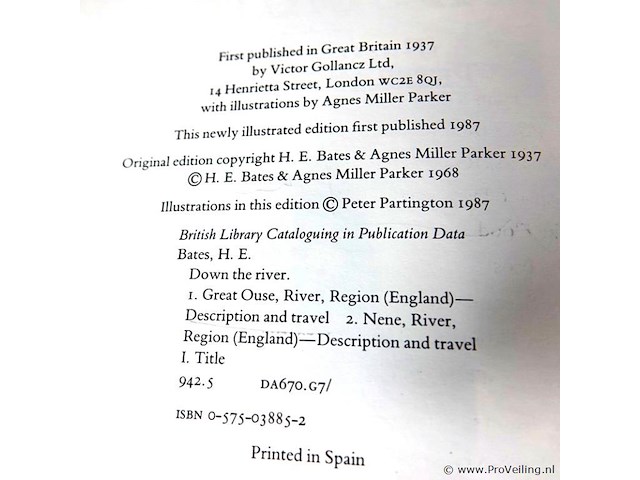 First published in Great Britain 1937
by Victor Gollancz Ltd,
14 Henrietta Street, London WC2E 8QJ,
with illustrations by Agnes Miller Parker
This newly illustrated edition first published 1987
Original edition copyright H. E. Bates & Agnes Miller Parker 1937
© H. E. Bates & Agnes Miller Parker 1968
Illustrations in this edition © Peter Partington 1987
British Library Cataloguing in Publication Data
Bates, H. E.
Down the river.
1. Great Ouse, River, Region (England)—
Description and travel 2. Nene, River,
Region (England)—Description and travel
I. Title
942.5 DA670.G7/
ISBN 0-575-03885-2
Printed in Spain
© www.ProVeiling.nl